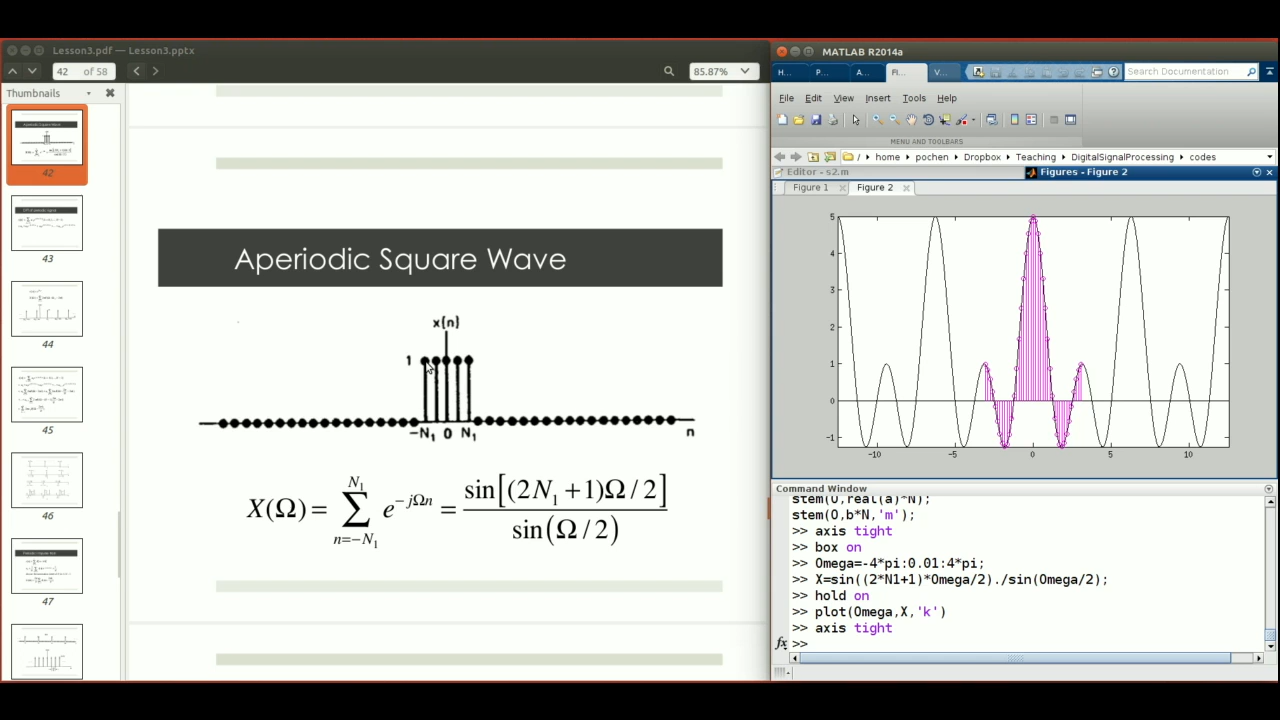 Lesson3.pdf — Lesson3.pptx
42 of 58
85.87%
Thumbnails
42
43
44
45
46
47
Aperiodic Square Wave
x[n]
1
-N₁ 0 N₁ n
X(Ω) = ∑ₙ₌₋ₙ₁ᴺ¹ e^{-jΩn} = sin[(2N₁+1)Ω/2] / sin(Ω/2)
MATLAB R2014a
H... P... A... FI... V...
Search Documentation
File Edit View Insert Tools Help
MENU AND TOOLBARS
/ ▸ home ▸ pochen ▸ Dropbox ▸ Teaching ▸ DigitalSignalProcessing ▸ codes
Editor - s2.m
Figures - Figure 2
Figure 1 Figure 2
5
4
3
2
1
0
-1
-10 -5 0 5 10
Command Window
stem(O,real(a)*N);
stem(O,b*N,'m');
>> axis tight
>> box on
>> Omega=-4*pi:0.01:4*pi;
>> X=sin((2*N1+1)*Omega/2)./sin(Omega/2);
>> hold on
>> plot(Omega,X,'k')
>> axis tight
fx >>